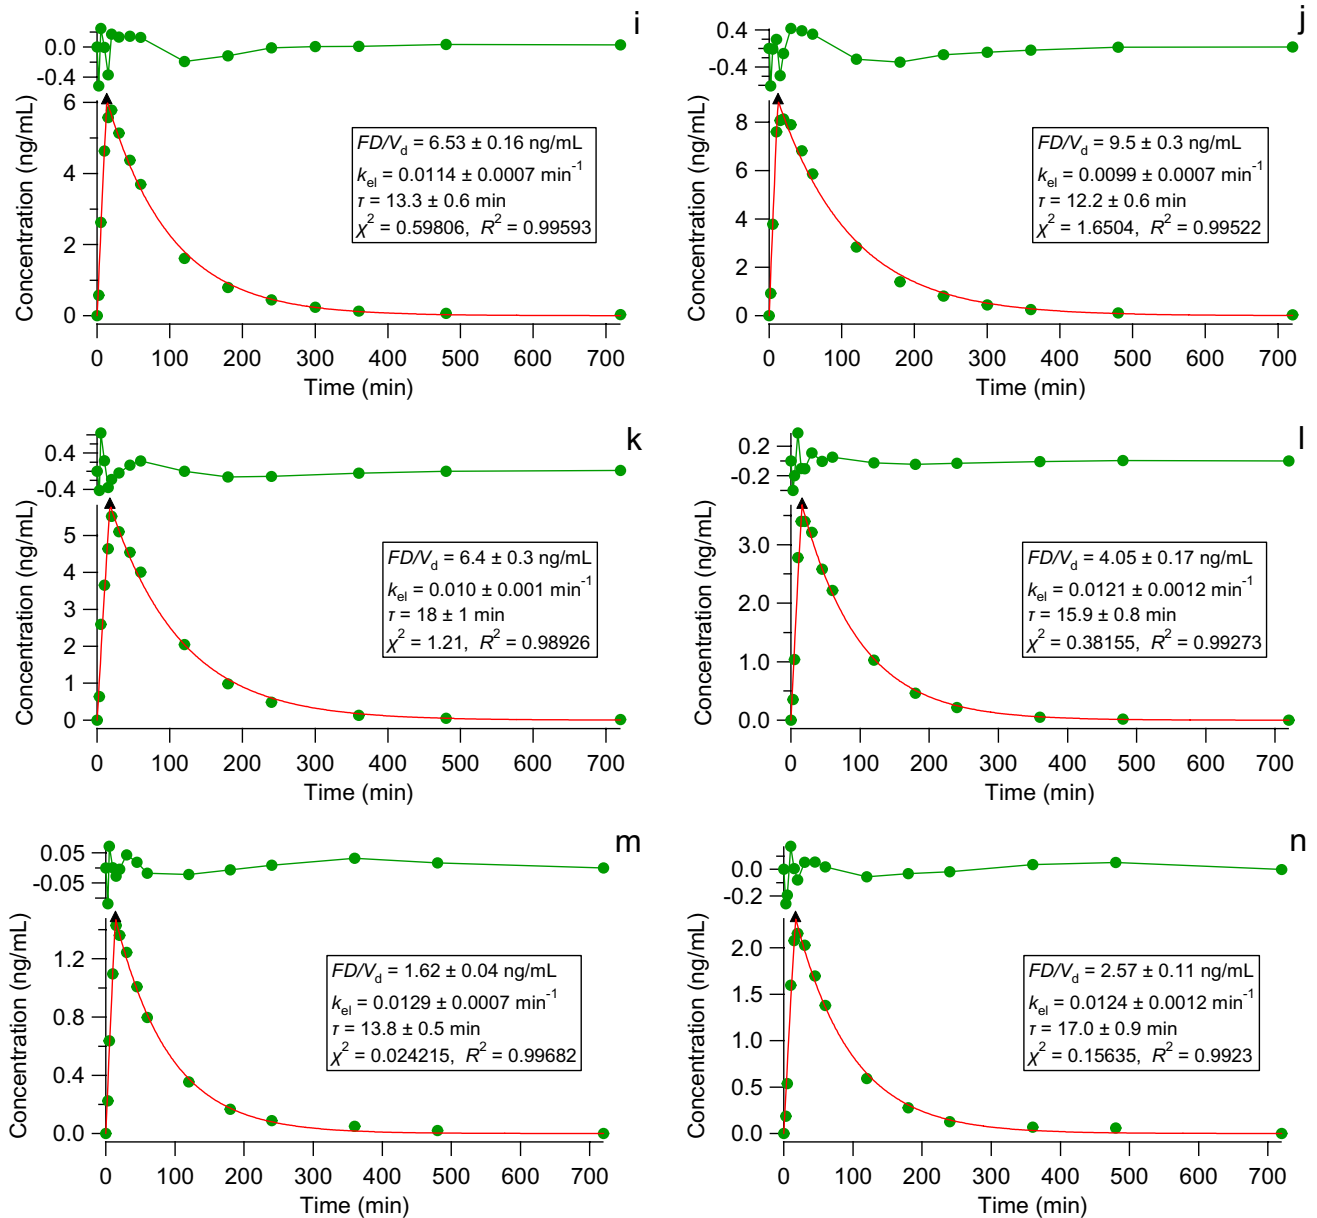 i
0.0
-0.4
6
4
2
0
Concentration (ng/mL)
FD/Vd = 6.53 ± 0.16 ng/mL
kel = 0.0114 ± 0.0007 min-1
τ = 13.3 ± 0.6 min
χ2 = 0.59806, R2 = 0.99593
0 100 200 300 400 500 600 700
Time (min)
j
0.4
-0.4
8
6
4
2
0
Concentration (ng/mL)
FD/Vd = 9.5 ± 0.3 ng/mL
kel = 0.0099 ± 0.0007 min-1
τ = 12.2 ± 0.6 min
χ2 = 1.6504, R2 = 0.99522
0 100 200 300 400 500 600 700
Time (min)
k
0.4
-0.4
5
4
3
2
1
0
Concentration (ng/mL)
FD/Vd = 6.4 ± 0.3 ng/mL
kel = 0.010 ± 0.001 min-1
τ = 18 ± 1 min
χ2 = 1.21, R2 = 0.98926
0 100 200 300 400 500 600 700
Time (min)
l
0.2
-0.2
3.0
2.0
1.0
0.0
Concentration (ng/mL)
FD/Vd = 4.05 ± 0.17 ng/mL
kel = 0.0121 ± 0.0012 min-1
τ = 15.9 ± 0.8 min
χ2 = 0.38155, R2 = 0.99273
0 100 200 300 400 500 600 700
Time (min)
m
0.05
-0.05
1.2
0.8
0.4
0.0
Concentration (ng/mL)
FD/Vd = 1.62 ± 0.04 ng/mL
kel = 0.0129 ± 0.0007 min-1
τ = 13.8 ± 0.5 min
χ2 = 0.024215, R2 = 0.99682
0 100 200 300 400 500 600 700
Time (min)
n
0.0
-0.2
2.0
1.5
1.0
0.5
0.0
Concentration (ng/mL)
FD/Vd = 2.57 ± 0.11 ng/mL
kel = 0.0124 ± 0.0012 min-1
τ = 17.0 ± 0.9 min
χ2 = 0.15635, R2 = 0.9923
0 100 200 300 400 500 600 700
Time (min)